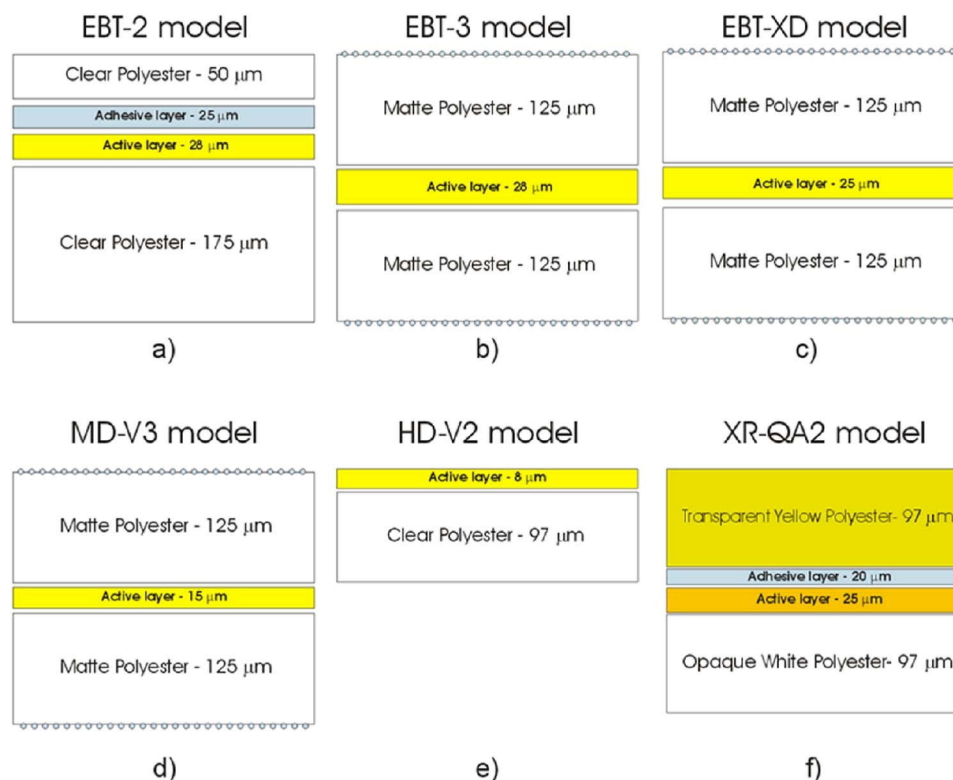 EBT-2 model
Clear Polyester - 50 μm
Adhesive layer - 25 μm
Active layer - 28 μm
Clear Polyester - 175 μm
a)
EBT-3 model
Matte Polyester - 125 μm
Active layer - 28 μm
Matte Polyester - 125 μm
b)
EBT-XD model
Matte Polyester - 125 μm
Active layer - 25 μm
Matte Polyester - 125 μm
c)
MD-V3 model
Matte Polyester - 125 μm
Active layer - 15 μm
Matte Polyester - 125 μm
d)
HD-V2 model
Active layer - 8 μm
Clear Polyester - 97 μm
e)
XR-QA2 model
Transparent Yellow Polyester- 97 μm
Adhesive layer - 20 μm
Active layer - 25 μm
Opaque White Polyester- 97 μm
f)